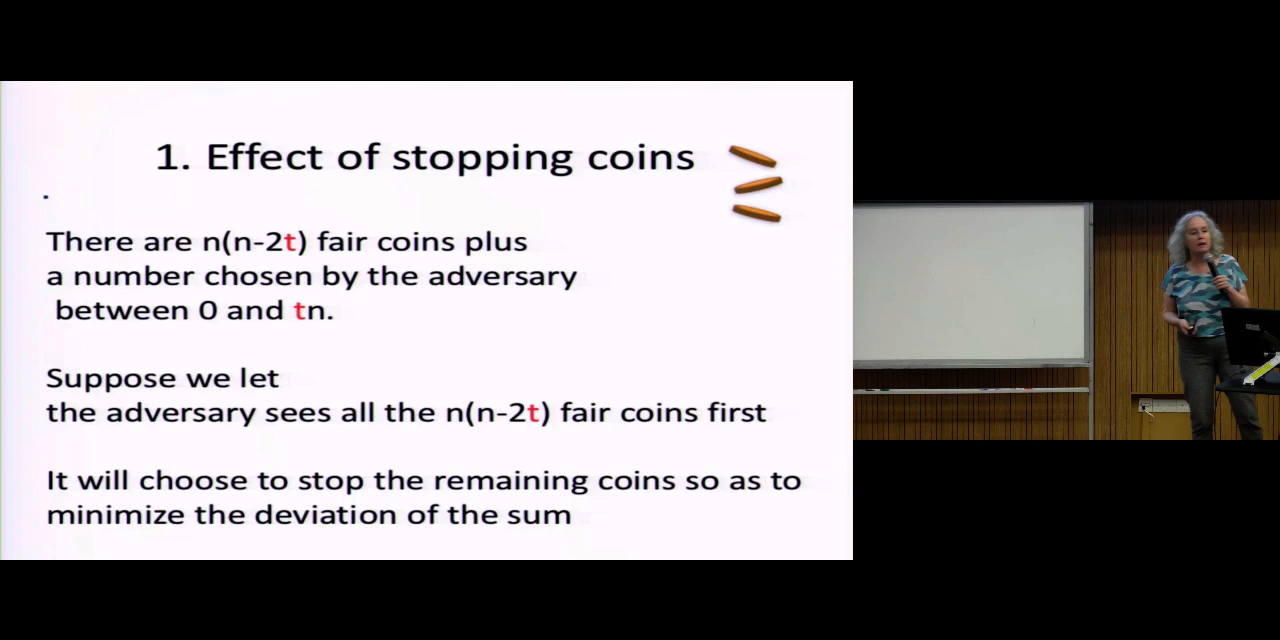 1. Effect of stopping coins
There are n(n-2t) fair coins plus
a number chosen by the adversary
between 0 and tn.
Suppose we let
the adversary sees all the n(n-2t) fair coins first
It will choose to stop the remaining coins so as to
minimize the deviation of the sum